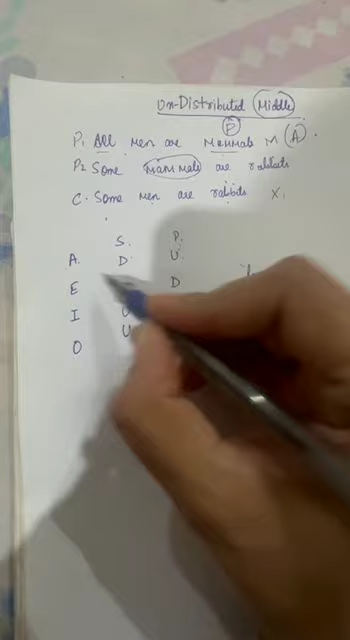 Un-Distributed Middle
P
P1 All men are Mammals M A.
P2 Some mammals are rabbits
C. Some men are rabbits X.
S. P.
A. D U.
E D
I U
O U